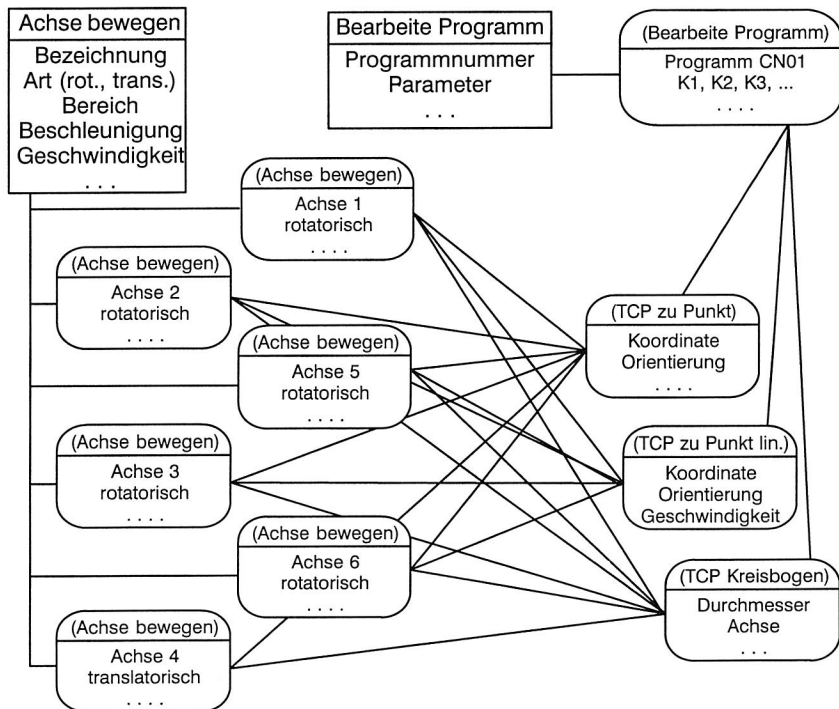 Achse bewegen
Bezeichnung
Art (rot., trans.)
Bereich
Beschleunigung
Geschwindigkeit
. . .
Bearbeite Programm
Programmnummer
Parameter
. . .
(Bearbeite Programm)
Programm CN01
K1, K2, K3, ...
. . . .
(Achse bewegen)
Achse 1
rotatorisch
. . . .
(Achse bewegen)
Achse 2
rotatorisch
. . . .
(Achse bewegen)
Achse 5
rotatorisch
. . . .
(Achse bewegen)
Achse 3
rotatorisch
. . . .
(Achse bewegen)
Achse 6
rotatorisch
. . . .
(Achse bewegen)
Achse 4
translatorisch
. . . .
(TCP zu Punkt)
Koordinate
Orientierung
. . . .
(TCP zu Punkt lin.)
Koordinate
Orientierung
Geschwindigkeit
(TCP Kreisbogen)
Durchmesser
Achse
. . .